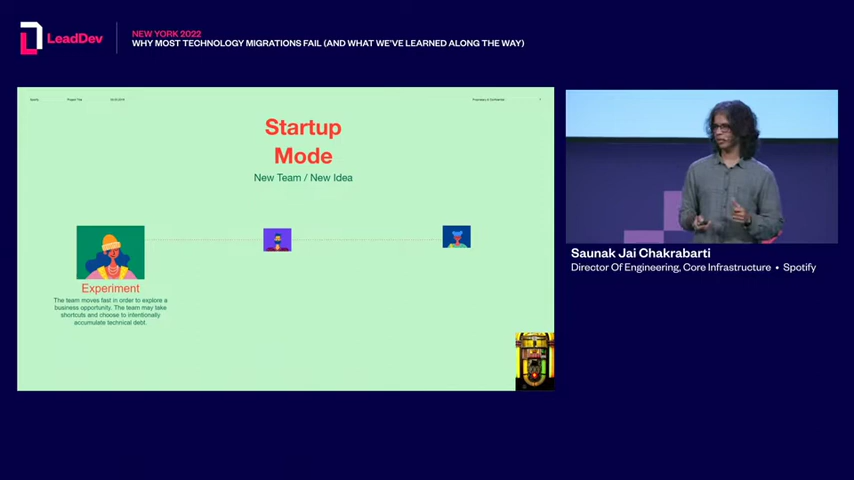 LeadDev
NEW YORK 2022
WHY MOST TECHNOLOGY MIGRATIONS FAIL (AND WHAT WE'VE LEARNED ALONG THE WAY)
Startup
Mode
New Team / New Idea
Experiment
The team moves fast in order to explore a
business opportunity. The team may take
shortcuts and choose to intentionally
accumulate technical debt.
Saunak Jai Chakrabarti
Director Of Engineering, Core Infrastructure • Spotify